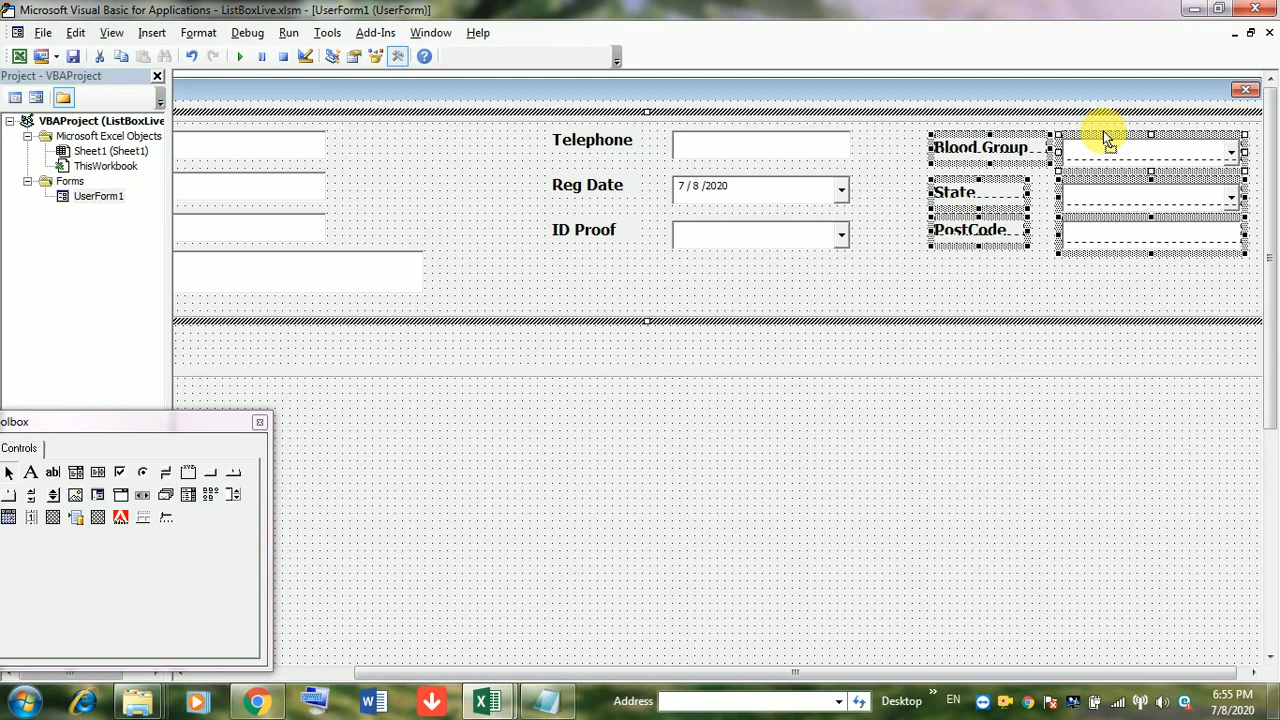 Microsoft Visual Basic for Applications - ListBoxLive.xlsm - [UserForm1 (UserForm)]
File Edit View Insert Format Debug Run Tools Add-Ins Window Help
Project - VBAProject
VBAProject (ListBoxLive
Microsoft Excel Objects
Sheet1 (Sheet1)
ThisWorkbook
Forms
UserForm1
Telephone
Blood Group
Reg Date
7 / 8 /2020
State
ID Proof
PostCode
olbox
Controls
A ab|
XYZ
Address
Desktop
»
EN
6:55 PM
7/8/2020